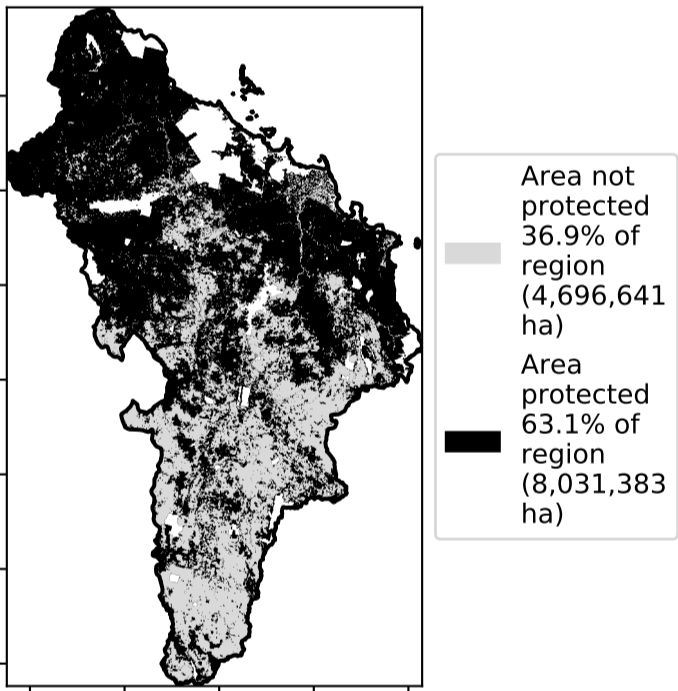 Area not
protected
36.9% of
region
(4,696,641
ha)
Area
protected
63.1% of
region
(8,031,383
ha)